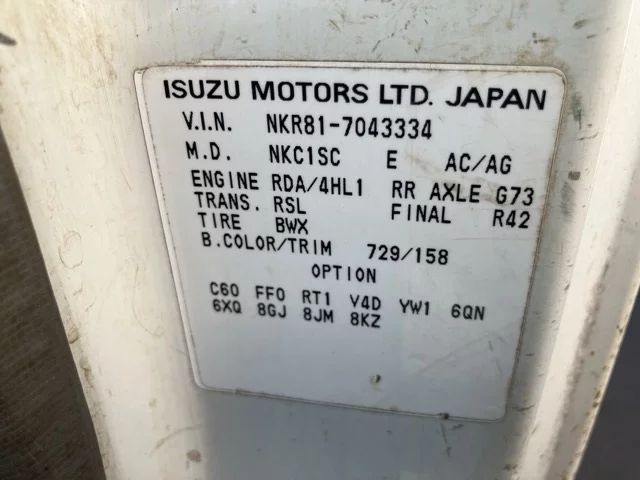 ISUZU MOTORS LTD. JAPAN
V.I.N. NKR81-7043334
M.D. NKC1SC E AC/AG
ENGINE RDA/4HL1 RR AXLE G73
TRANS. RSL FINAL R42
TIRE BWX
B.COLOR/TRIM 729/158
OPTION
C60 FF0 RT1 V4D YW1 6QN
6XQ 8GJ 8JM 8KZ